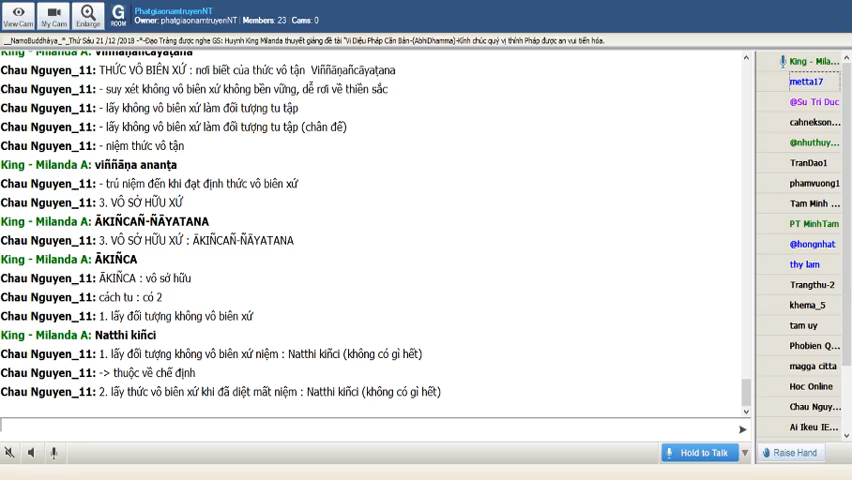 View Cam
My Cam
Enlarge
G
ROOM
PhatgiaonamtruyenNT
Owner: phatgiaonamtruyenNT | Members: 23 | Cams: 0
__NamoBuddhàya_*_Thứ Sáu 21 /12 /2018 -*-Đạo Tràng được nghe GS: Huynh King Milanda thuyết giảng đề tài "Vi Diệu Pháp Căn Bản-(AbhiDhamma)-Kính chúc quý vị thính Pháp được an vui tiến hóa.
King - Milanda A: Viññāṇañcāyaṭana
Chau Nguyen_11: THỨC VÔ BIÊN XỨ : nơi biết của thức vô tận Viññāṇañcāyaṭana
Chau Nguyen_11: - suy xét không vô biên xứ không bền vững, dễ rơi về thiền sắc
Chau Nguyen_11: - lấy không vô biên xứ làm đối tượng tu tập
Chau Nguyen_11: - lấy không vô biên xứ làm đối tượng tu tập (chân đế)
Chau Nguyen_11: - niệm thức vô tận
King - Milanda A: viññāṇa ananṭa
Chau Nguyen_11: - trú niệm đến khi đạt định thức vô biên xứ
Chau Nguyen_11: 3. VÔ SỞ HỮU XỨ
King - Milanda A: ĀKIÑCAÑ-ÑĀYATANA
Chau Nguyen_11: 3. VÔ SỞ HỮU XỨ : ĀKIÑCAÑ-ÑĀYATANA
King - Milanda A: ĀKIÑCA
Chau Nguyen_11: ĀKIÑCA : vô sở hữu
Chau Nguyen_11: cách tu : có 2
Chau Nguyen_11: 1. lấy đối tượng không vô biên xứ
King - Milanda A: Natthi kiñci
Chau Nguyen_11: 1. lấy đối tượng không vô biên xứ niệm : Natthi kiñci (không có gì hết)
Chau Nguyen_11: -> thuộc về chế định
Chau Nguyen_11: 2. lấy thức vô biên xứ khi đã diệt mất niệm : Natthi kiñci (không có gì hết)
King - Mila...
metta17
@Su Tri Duc
cahnekson...
@nhuthuy...
TranDao1
phamvuong1
Tam Minh ...
PT MinhTam
@hongnhat
thy lam
Trangthu-2
khema_5
tam uy
Phobien Q...
magga citta
Hoc Online
Chau Nguy...
Ai Ikeu IE...
Hold to Talk
Raise Hand